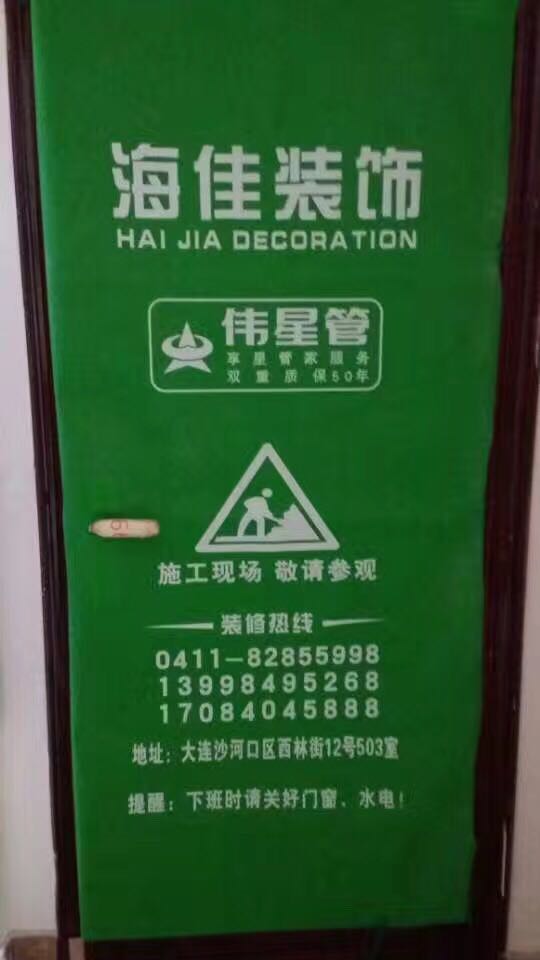 海佳装饰
HAI JIA DECORATION
伟星管
享星管家服务
双重质保50年
施工现场 敬请参观
装修热线
0411-82855998
13998495268
17084045888
地址：大连沙河口区西林街12号503室
提醒：下班时请关好门窗、水电！